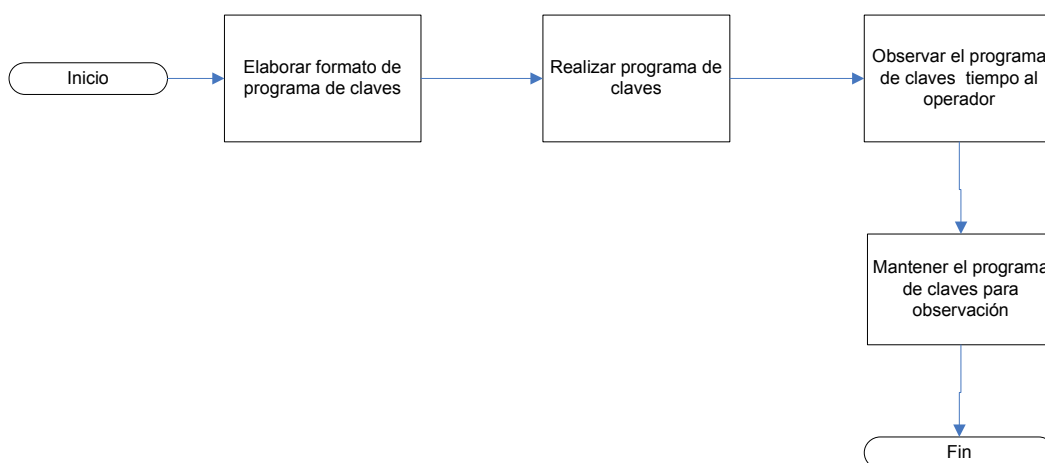 Inicio
Elaborar formato de
programa de claves
Realizar programa de
claves
Observar el programa
de claves tiempo al
operador
Mantener el programa
de claves para
observación
Fin